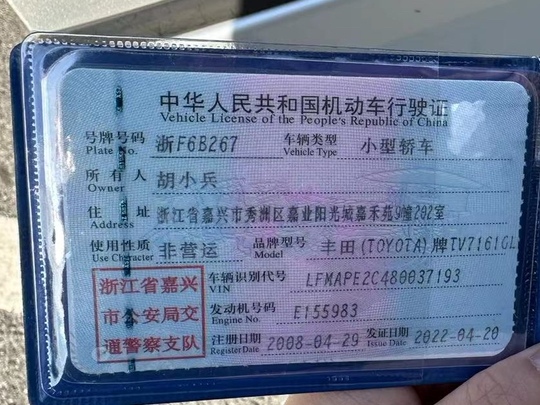 中华人民共和国机动车行驶证
Vehicle License of the People's Republic of China
号牌号码 浙F6B267 车辆类型 小型轿车
Plate No. Vehicle Type
所有人 胡小兵
Owner
住址 浙江省嘉兴市秀洲区嘉业阳光城嘉禾苑9幢202室
Address
使用性质 非营运 品牌型号 丰田(TOYOTA)牌TV7161GL
Use Character Model
浙江省嘉兴
市公安局交
通警察支队
车辆识别代号 LFMAPE2C480037193
VIN
发动机号码 E155983
Engine No.
注册日期 2008-04-29 发证日期 2022-04-20
Register Date Issue Date